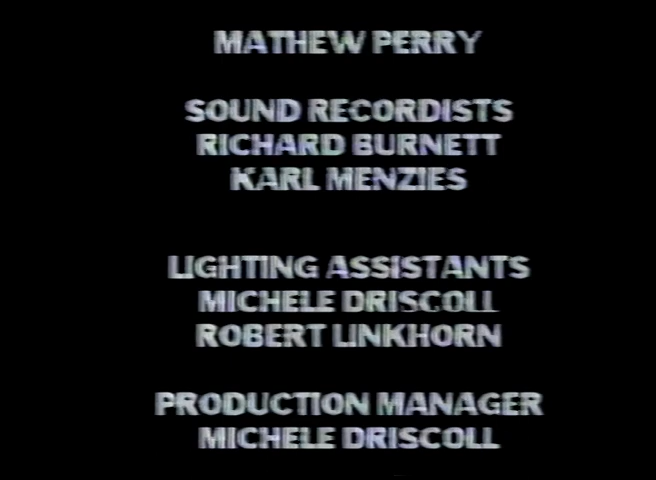 MATHEW PERRY
SOUND RECORDISTS
RICHARD BURNETT
KARL MENZIES
LIGHTING ASSISTANTS
MICHELE DRISCOLL
ROBERT LINKHORN
PRODUCTION MANAGER
MICHELE DRISCOLL